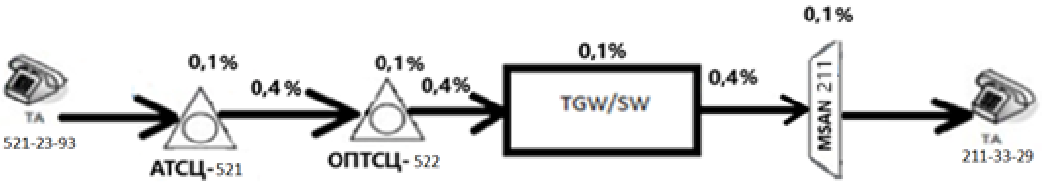 0,1%
0,1%
0,1%
0,1%
0,4%
0,4%
0,4%
TGW/SW
MSAN 211
ТА
521-23-93
АТСЦ-521
ОПТСЦ- 522
ТА
211-33-29